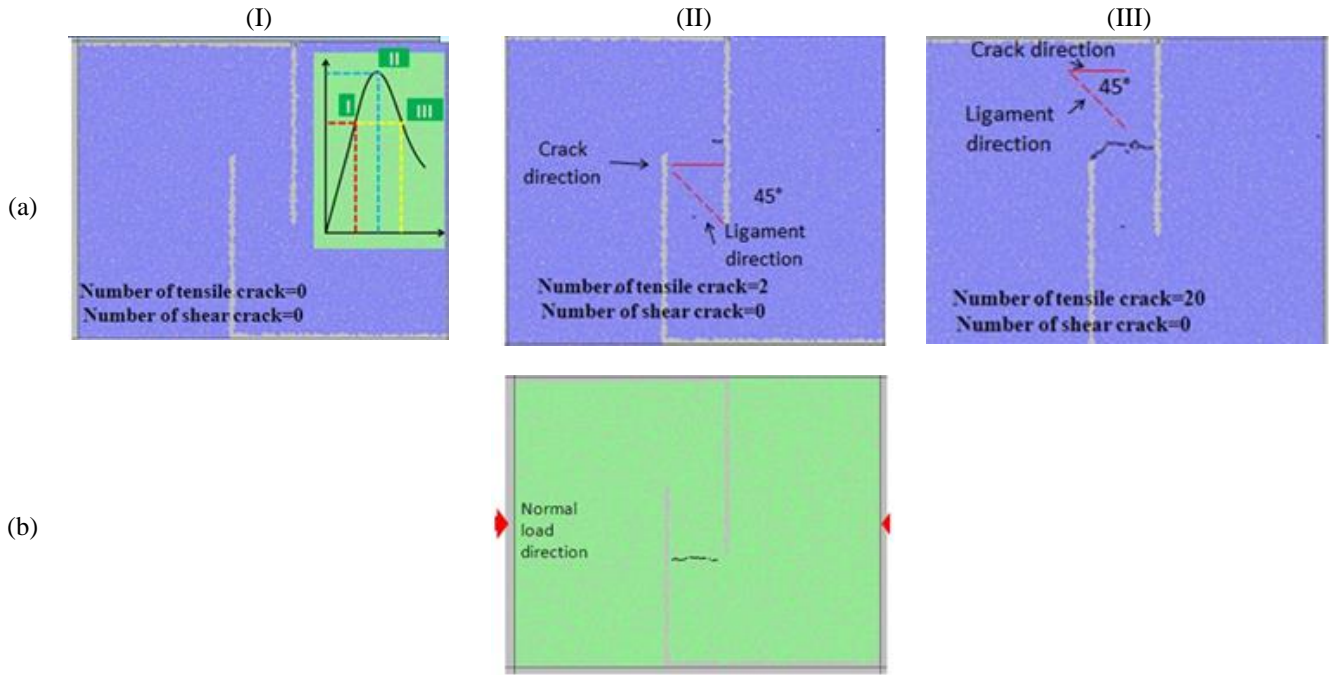 (I)
(II)
(III)
(a)
II
I
III
Number of tensile crack=0
Number of shear crack=0
Crack
direction
45°
Ligament
direction
Number of tensile crack=2
Number of shear crack=0
Crack direction
45°
Ligament
direction
Number of tensile crack=20
Number of shear crack=0
(b)
Normal
load
direction